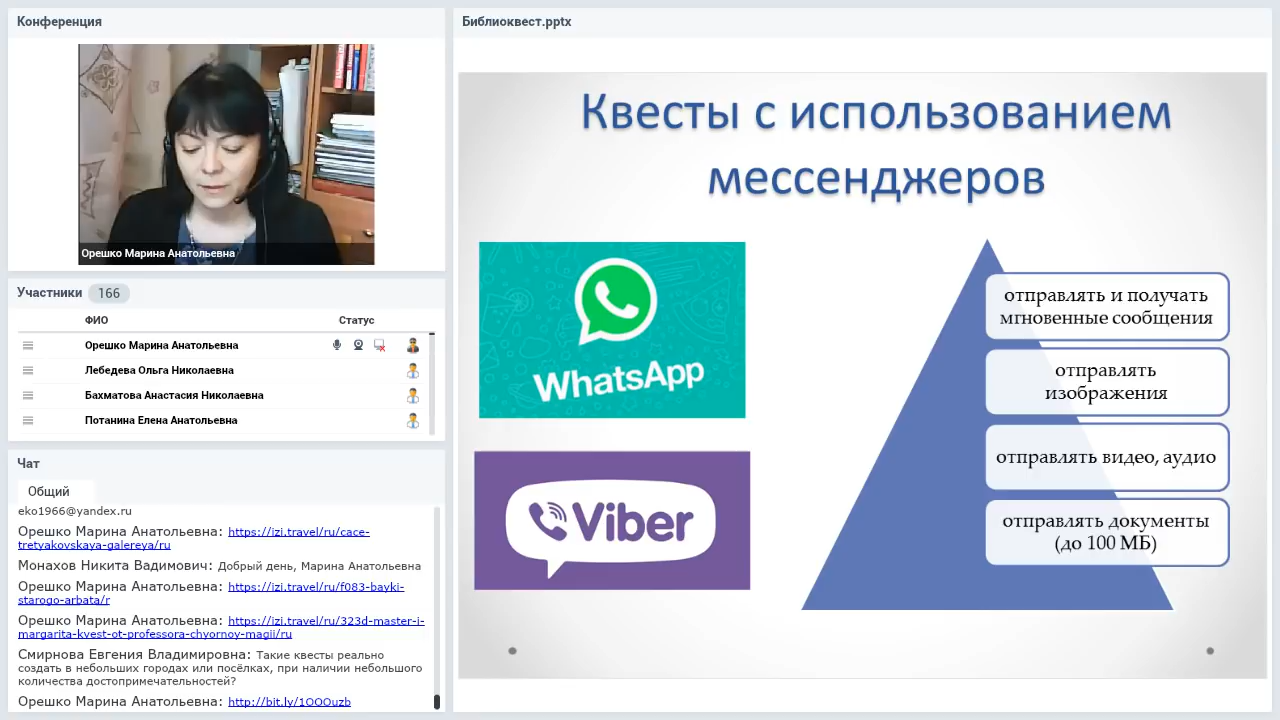 Конференция
Орешко Марина Анатольевна
Участники 166
ФИО Статус
Орешко Марина Анатольевна
Лебедева Ольга Николаевна
Бахматова Анастасия Николаевна
Потанина Елена Анатольевна
Чат
Общий
eko1966@yandex.ru
Орешко Марина Анатольевна: https://izi.travel/ru/cace-
tretyakovskaya-galereya/ru
Монахов Никита Вадимович: Добрый день, Марина Анатольевна
Орешко Марина Анатольевна: https://izi.travel/ru/f083-bayki-
starogo-arbata/r
Орешко Марина Анатольевна: https://izi.travel/ru/323d-master-i-
margarita-kvest-ot-professora-chyornoy-magii/ru
Смирнова Евгения Владимировна: Такие квесты реально
создать в небольших городах или посёлках, при наличии небольшого
количества достопримечательностей?
Орешко Марина Анатольевна: http://bit.ly/1OOOuzb
Библиоквест.pptx
Квесты с использованием
мессенджеров
WhatsApp
Viber
отправлять и получать
мгновенные сообщения
отправлять
изображения
отправлять видео, аудио
отправлять документы
(до 100 МБ)